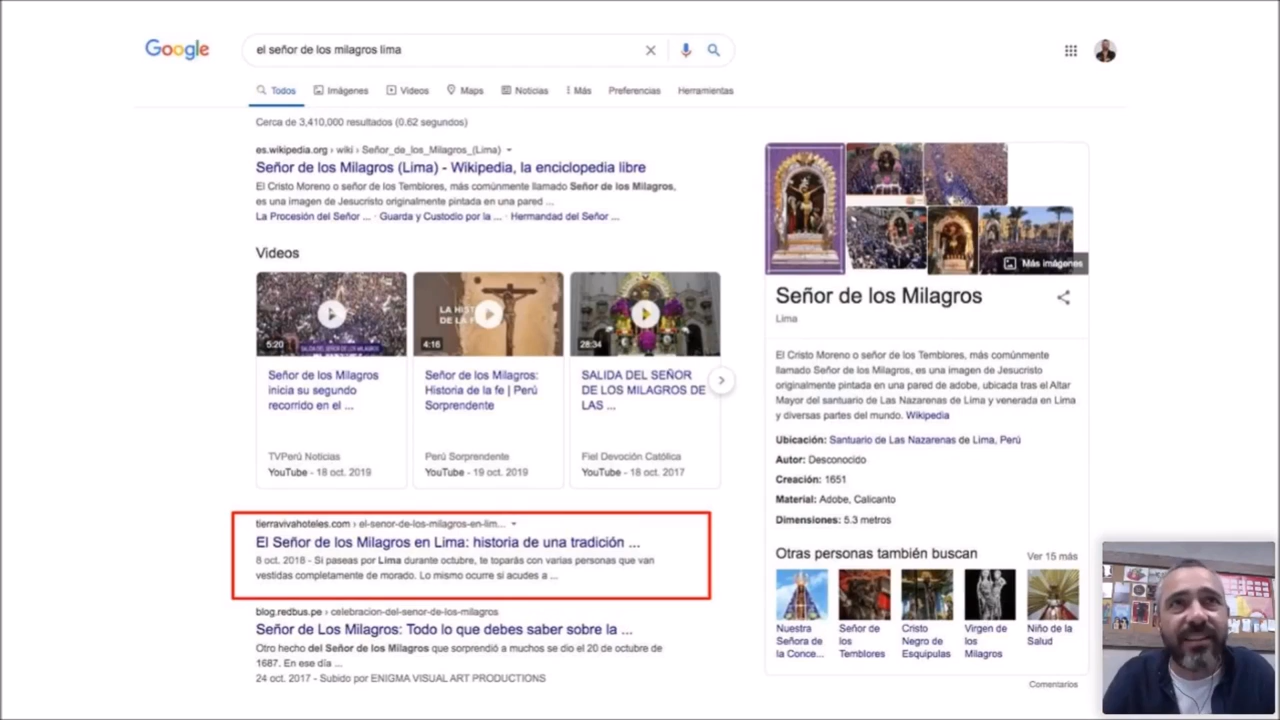 Google
el señor de los milagros lima
Todos Imágenes Videos Maps Noticias Más Preferencias Herramientas
Cerca de 3,410,000 resultados (0.62 segundos)
es.wikipedia.org › wiki › Señor_de_los_Milagros_(Lima)
Señor de los Milagros (Lima) - Wikipedia, la enciclopedia libre
El Cristo Moreno o señor de los Temblores, más comúnmente llamado Señor de los Milagros,
es una imagen de Jesucristo originalmente pintada en una pared de ...
La Procesión del Señor ... · Guarda y Custodio por la ... · Hermandad del Señor ...
Videos
5:20
SALIDA DEL SEÑOR DE LOS MILAGROS
Señor de los Milagros
inicia su segundo
recorrido en el ...
TVPerú Noticias
YouTube - 18 oct. 2019
LA HIST
DE LA F
4:16
Señor de los Milagros:
Historia de la fe | Perú
Sorprendente
Perú Sorprendente
YouTube - 19 oct. 2019
28:34
SALIDA DEL SEÑOR
DE LOS MILAGROS DE
LAS ...
Fiel Devoción Católica
YouTube - 18 oct. 2017
tierravivahoteles.com › el-senor-de-los-milagros-en-lim...
El Señor de los Milagros en Lima: historia de una tradición ...
8 oct. 2018 - Si paseas por Lima durante octubre, te toparás con varias personas que van
vestidas completamente de morado. Lo mismo ocurre si acudes a ...
blog.redbus.pe › celebracion-del-senor-de-los-milagros
Señor de Los Milagros: Todo lo que debes saber sobre la ...
Otro hecho del Señor de los Milagros que sorprendió a muchos se dio el 20 de octubre de
1687. En ese día ...
24 oct. 2017 - Subido por ENIGMA VISUAL ART PRODUCTIONS
Más imágenes
Señor de los Milagros
Lima
El Cristo Moreno o señor de los Temblores, más comúnmente
llamado Señor de los Milagros, es una imagen de Jesucristo
originalmente pintada en una pared de adobe, ubicada tras el Altar
Mayor del santuario de Las Nazarenas de Lima y venerada en Lima
y diversas partes del mundo. Wikipedia
Ubicación: Santuario de Las Nazarenas de Lima, Perú
Autor: Desconocido
Creación: 1651
Material: Adobe, Calicanto
Dimensiones: 5.3 metros
Otras personas también buscan Ver 15 más
Nuestra
Señora de
la Conce...
Señor de
los
Temblores
Cristo
Negro de
Esquipulas
Virgen de
los
Milagros
Niño de la
Salud
Comentarios